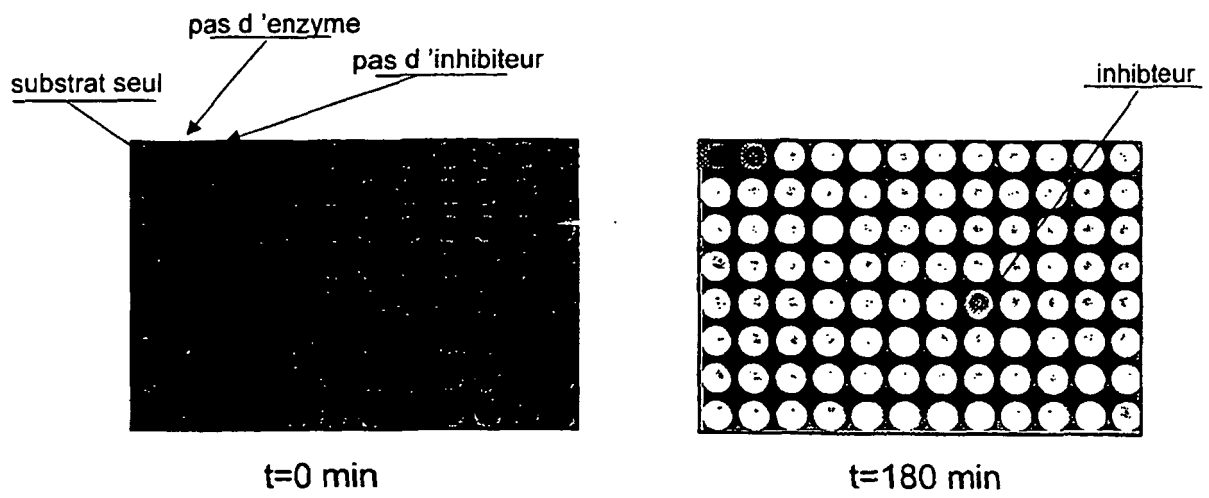 pas d 'enzyme
pas d 'inhibiteur
substrat seul
inhibteur
t=0 min
t=180 min